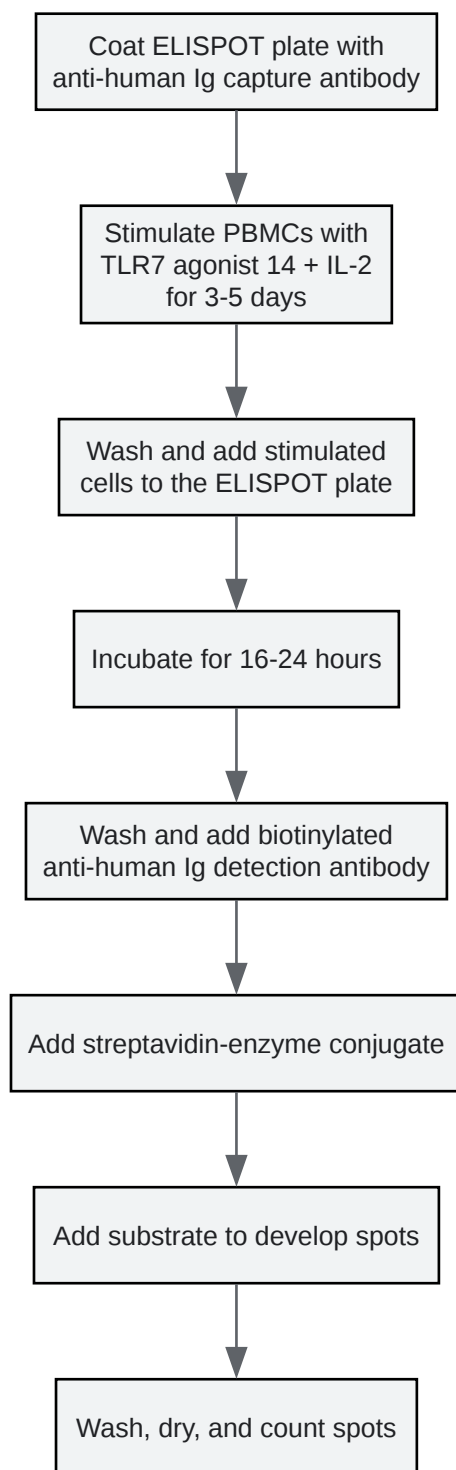 Coat ELISPOT plate with
anti-human Ig capture antibody
Stimulate PBMCs with
TLR7 agonist 14 + IL-2
for 3-5 days
Wash and add stimulated
cells to the ELISPOT plate
Incubate for 16-24 hours
Wash and add biotinylated
anti-human Ig detection antibody
Add streptavidin-enzyme conjugate
Add substrate to develop spots
Wash, dry, and count spots